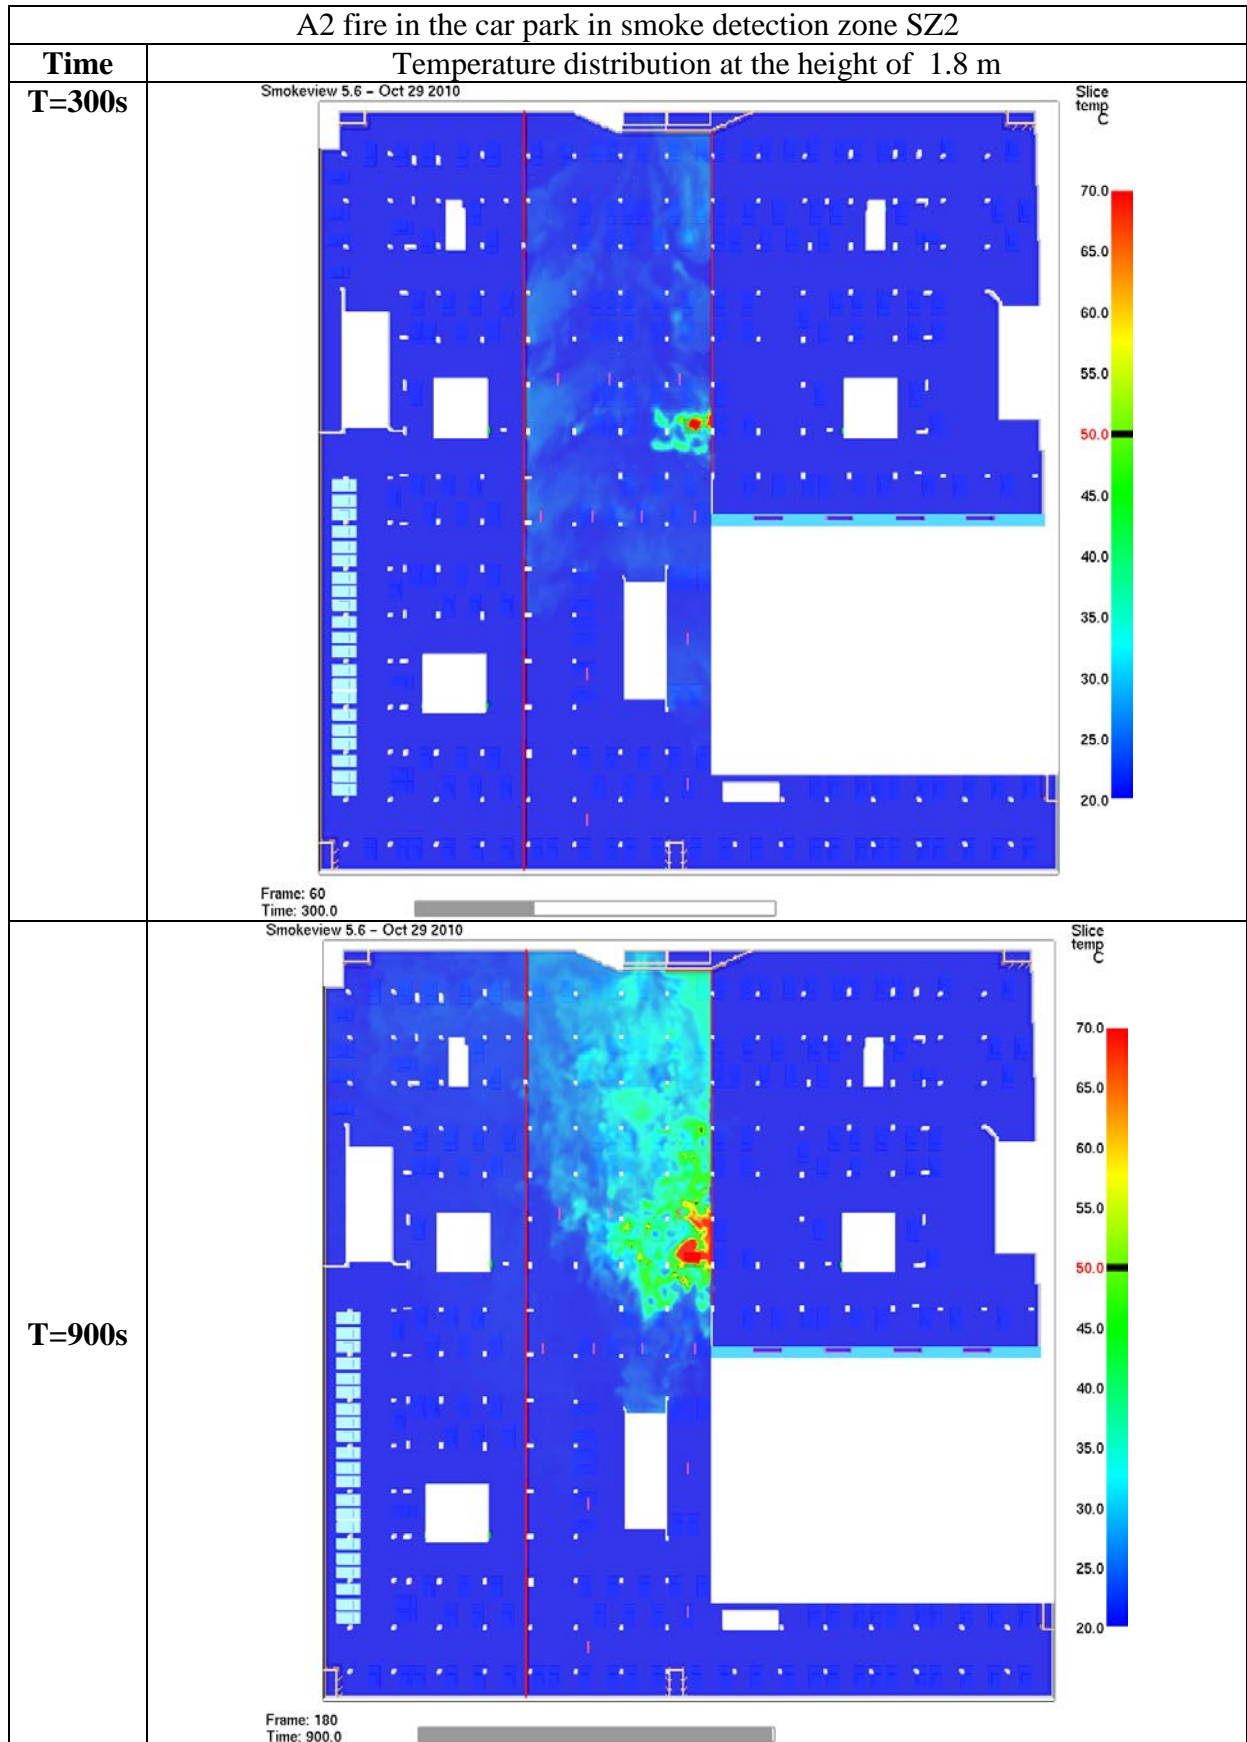 A2 fire in the car park in smoke detection zone SZ2
Time
Temperature distribution at the height of 1.8 m
T=300s
Smokeview 5.6 – Oct 29 2010
Slice
temp
C
70.0
65.0
60.0
55.0
50.0
45.0
40.0
35.0
30.0
25.0
20.0
Frame: 60
Time: 300.0
T=900s
Smokeview 5.6 – Oct 29 2010
Slice
temp
C
70.0
65.0
60.0
55.0
50.0
45.0
40.0
35.0
30.0
25.0
20.0
Frame: 180
Time: 900.0